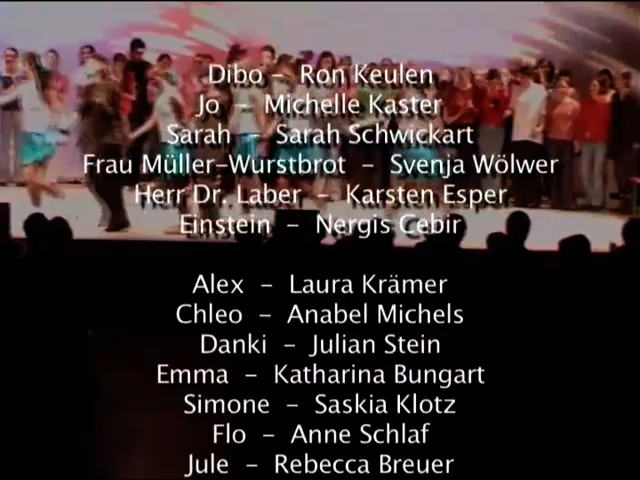 Dibo – Ron Keulen
Jo – Michelle Kaster
Sarah – Sarah Schwickart
Frau Müller-Wurstbrot – Svenja Wölwer
Herr Dr. Laber – Karsten Esper
Einstein – Nergis Cebir
Alex – Laura Krämer
Chleo – Anabel Michels
Danki – Julian Stein
Emma – Katharina Bungart
Simone – Saskia Klotz
Flo – Anne Schlaf
Jule – Rebecca Breuer